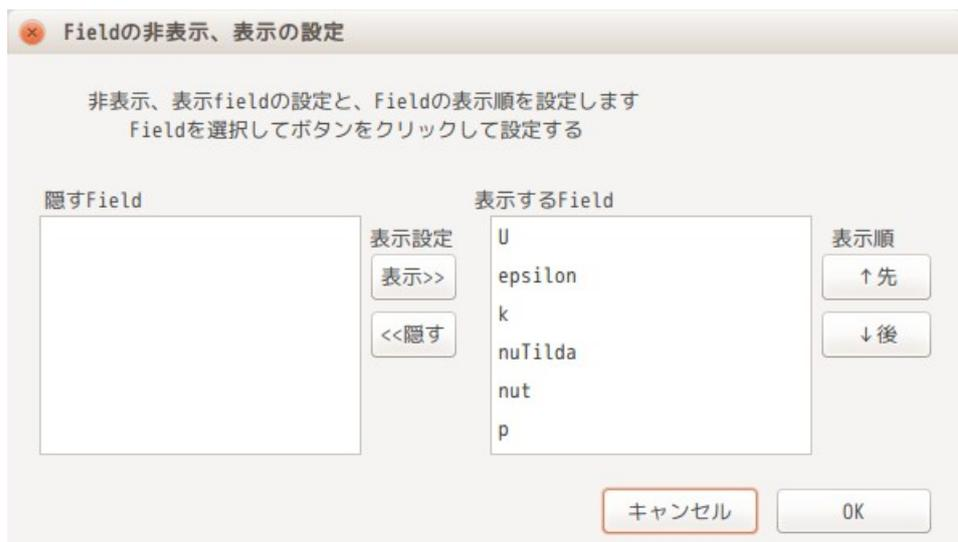 Fieldの非表示、表示の設定
非表示、表示fieldの設定と、Fieldの表示順を設定します
Fieldを選択してボタンをクリックして設定する
隠すField
表示設定
表示>>
<<隠す
表示するField
U
epsilon
k
nuTilda
nut
p
表示順
↑先
↓後
キャンセル
OK